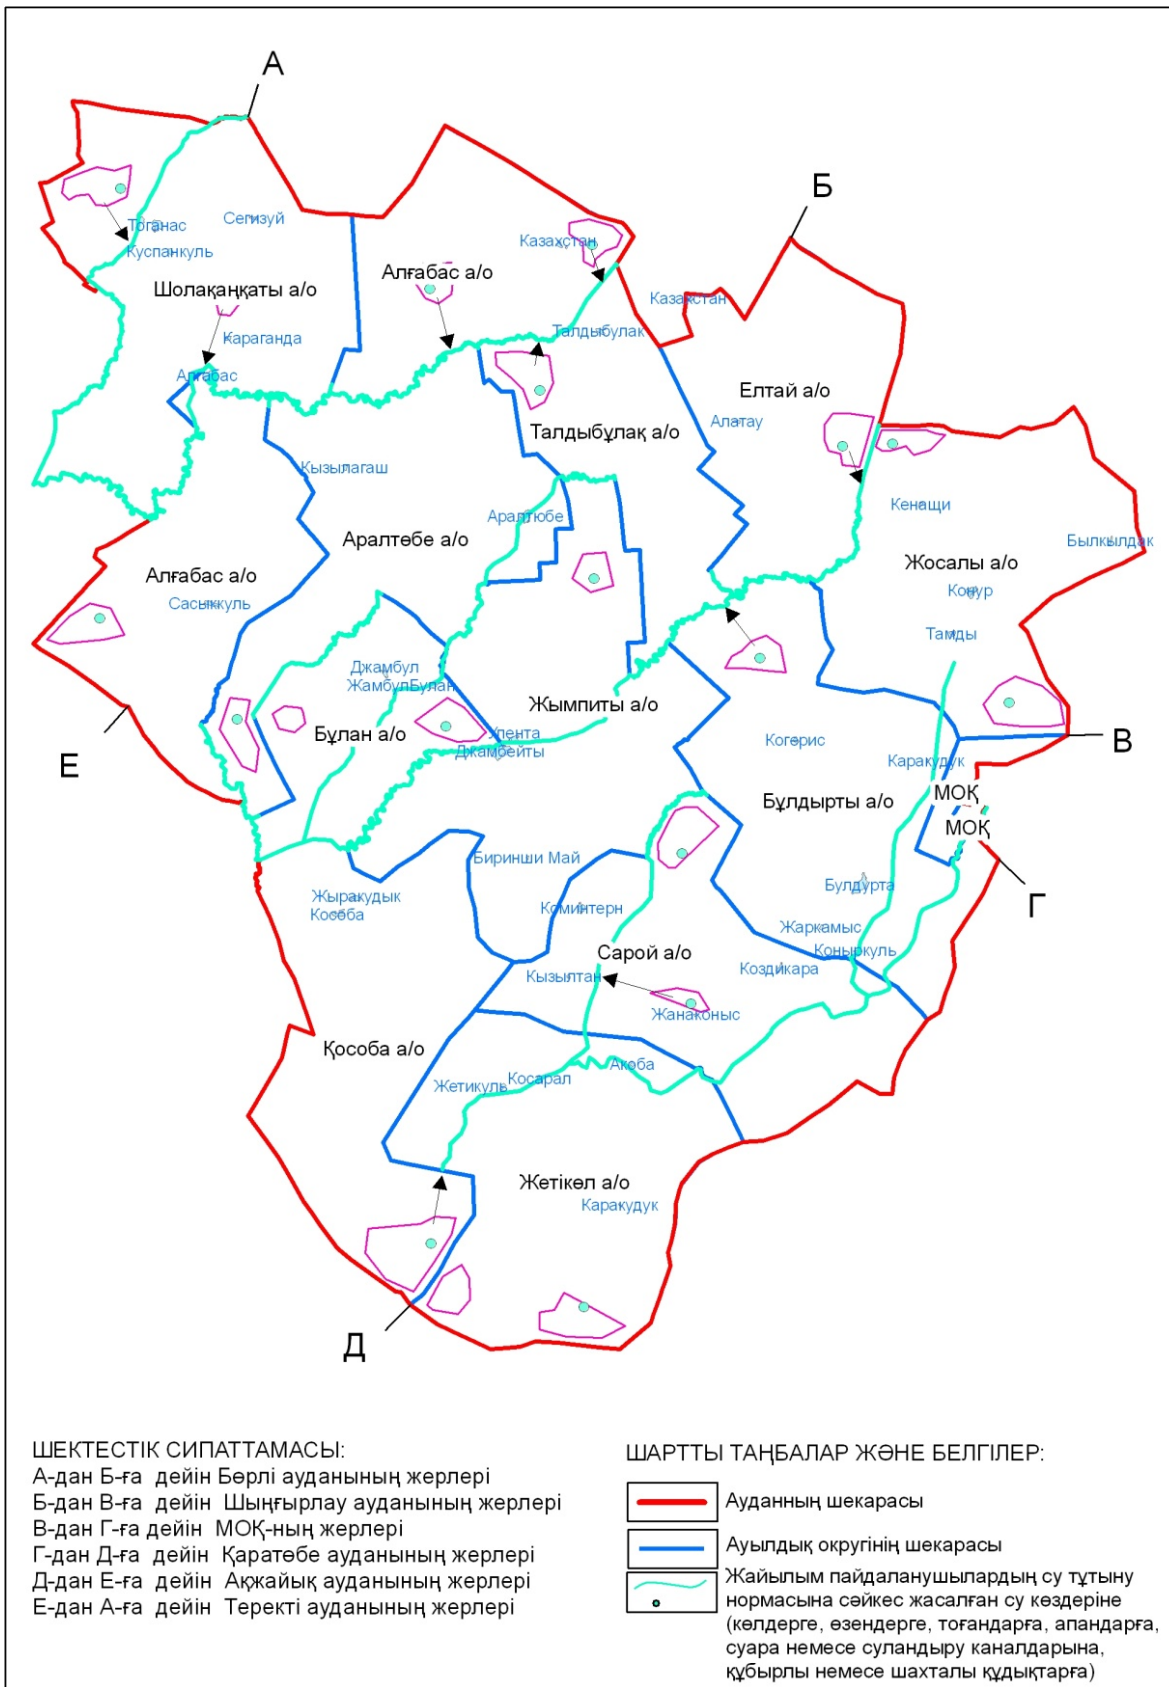 А
Б
Тоганас
Сегизуй
Куспанкуль
Казахстан
Алғабас а/о
Шолақаңқаты а/о
Казахстан
Талдыбулак
Караганда
Алгабас
Елтай а/о
Алатау
Талдыбұлақ а/о
Кызылагаш
Кенащи
Аралтюбе
Аралтөбе а/о
Былкылдак
Жосалы а/о
Алғабас а/о
Сасыккуль
Коңур
Тамды
Джамбул
ЖамбулБулан
Жымпиты а/о
Бұлан а/о
Улента
Джамбейты
Когерис
Е
В
Каракудук
МОҚ
Бұлдырты а/о
МОҚ
Биринши Май
Жыракудык
Кособа
Булдурта
Коминтерн
Г
Жаркамыс
Коныркуль
Сарой а/о
Кызылтан
Коздикара
Жанаконыс
Қособа а/о
Акоба
Косарал
Жетикуль
Жетікөл а/о
Каракудук
Д
ШЕКТЕСТІК СИПАТТАМАСЫ:
А-дан Б-ға дейін Бөрлі ауданының жерлері
Б-дан В-ға дейін Шыңғырлау ауданының жерлері
В-дан Г-ға дейін МОҚ-ның жерлері
Г-дан Д-ға дейін Қаратөбе ауданының жерлері
Д-дан Е-ға дейін Ақжайық ауданының жерлері
Е-дан А-ға дейін Теректі ауданының жерлері
ШАРТТЫ ТАҢБАЛАР ЖӘНЕ БЕЛГІЛЕР:
Ауданның шекарасы
Ауылдық округінің шекарасы
Жайылым пайдаланушылардың су тұтыну
нормасына сәйкес жасалған су көздеріне
(көлдерге, өзендерге, тоғандарға, апандарға,
суара немесе суландыру каналдарына,
құбырлы немесе шахталы құдықтарға)